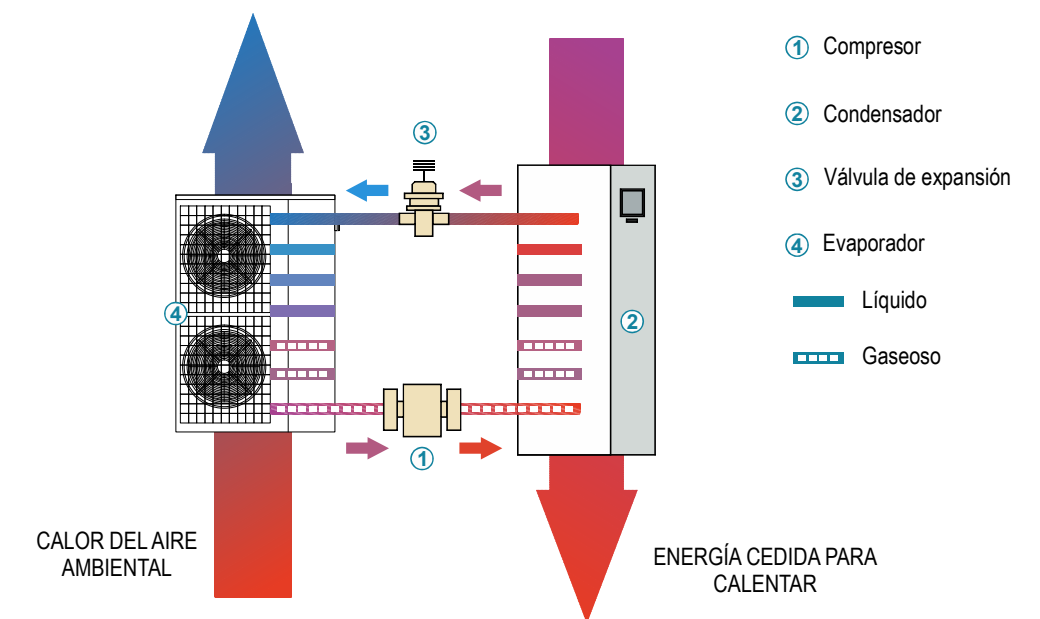 ① Compresor
② Condensador
③ Válvula de expansión
④ Evaporador
Líquido
Gaseoso
③
④
②
①
CALOR DEL AIRE
AMBIENTAL
ENERGÍA CEDIDA PARA
CALENTAR